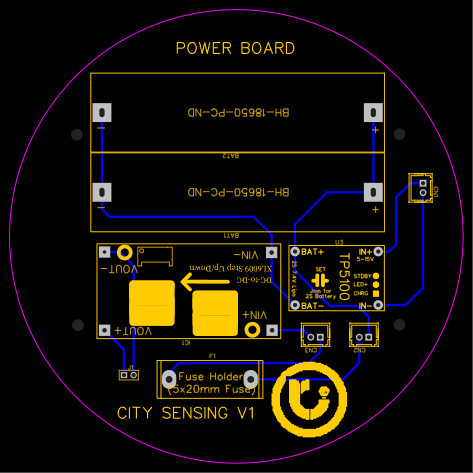 POWER BOARD
BH-18650-PC-ND
BAT2
BH-18650-PC-ND
BAT1
CN1
U3
VOUT-
VIN-
XL6009 Step Up/Down
DC-to-DC
VOUT+
VIN+
IC1
BAT+
IN+
5-15V
SET
Join for
2S Battery
TP5100
STDBY
LED+
CHRG
BAT-
IN-
CN3
CN2
F1
Fuse Holder
(5x20mm Fuse)
CITY SENSING V1